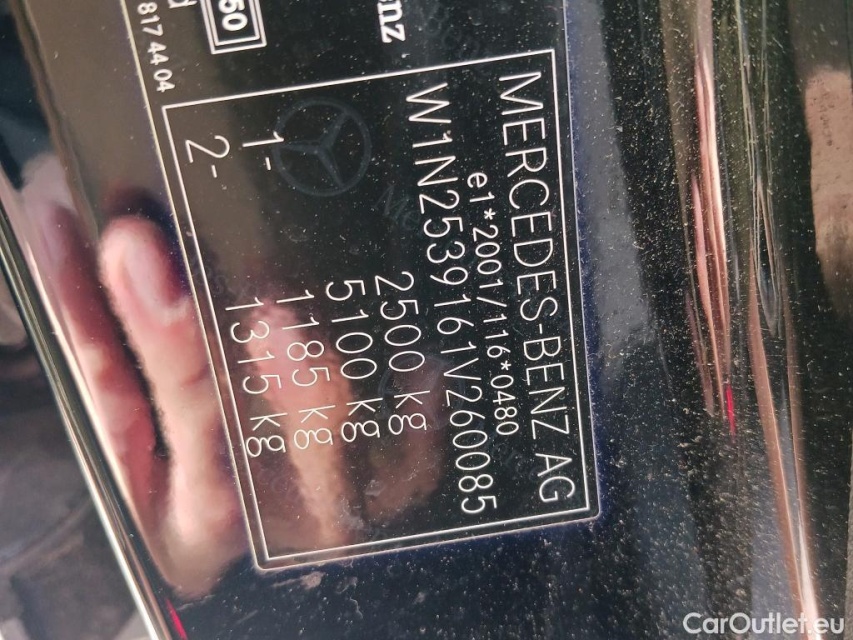 enz
50
d
817 44 04
MERCEDES-BENZ AG
e1*2001/116*0480
W1N2539161V260085
2500 kg
5100 kg
1- 1185 kg
2- 1315 kg
CarOutlet.eu